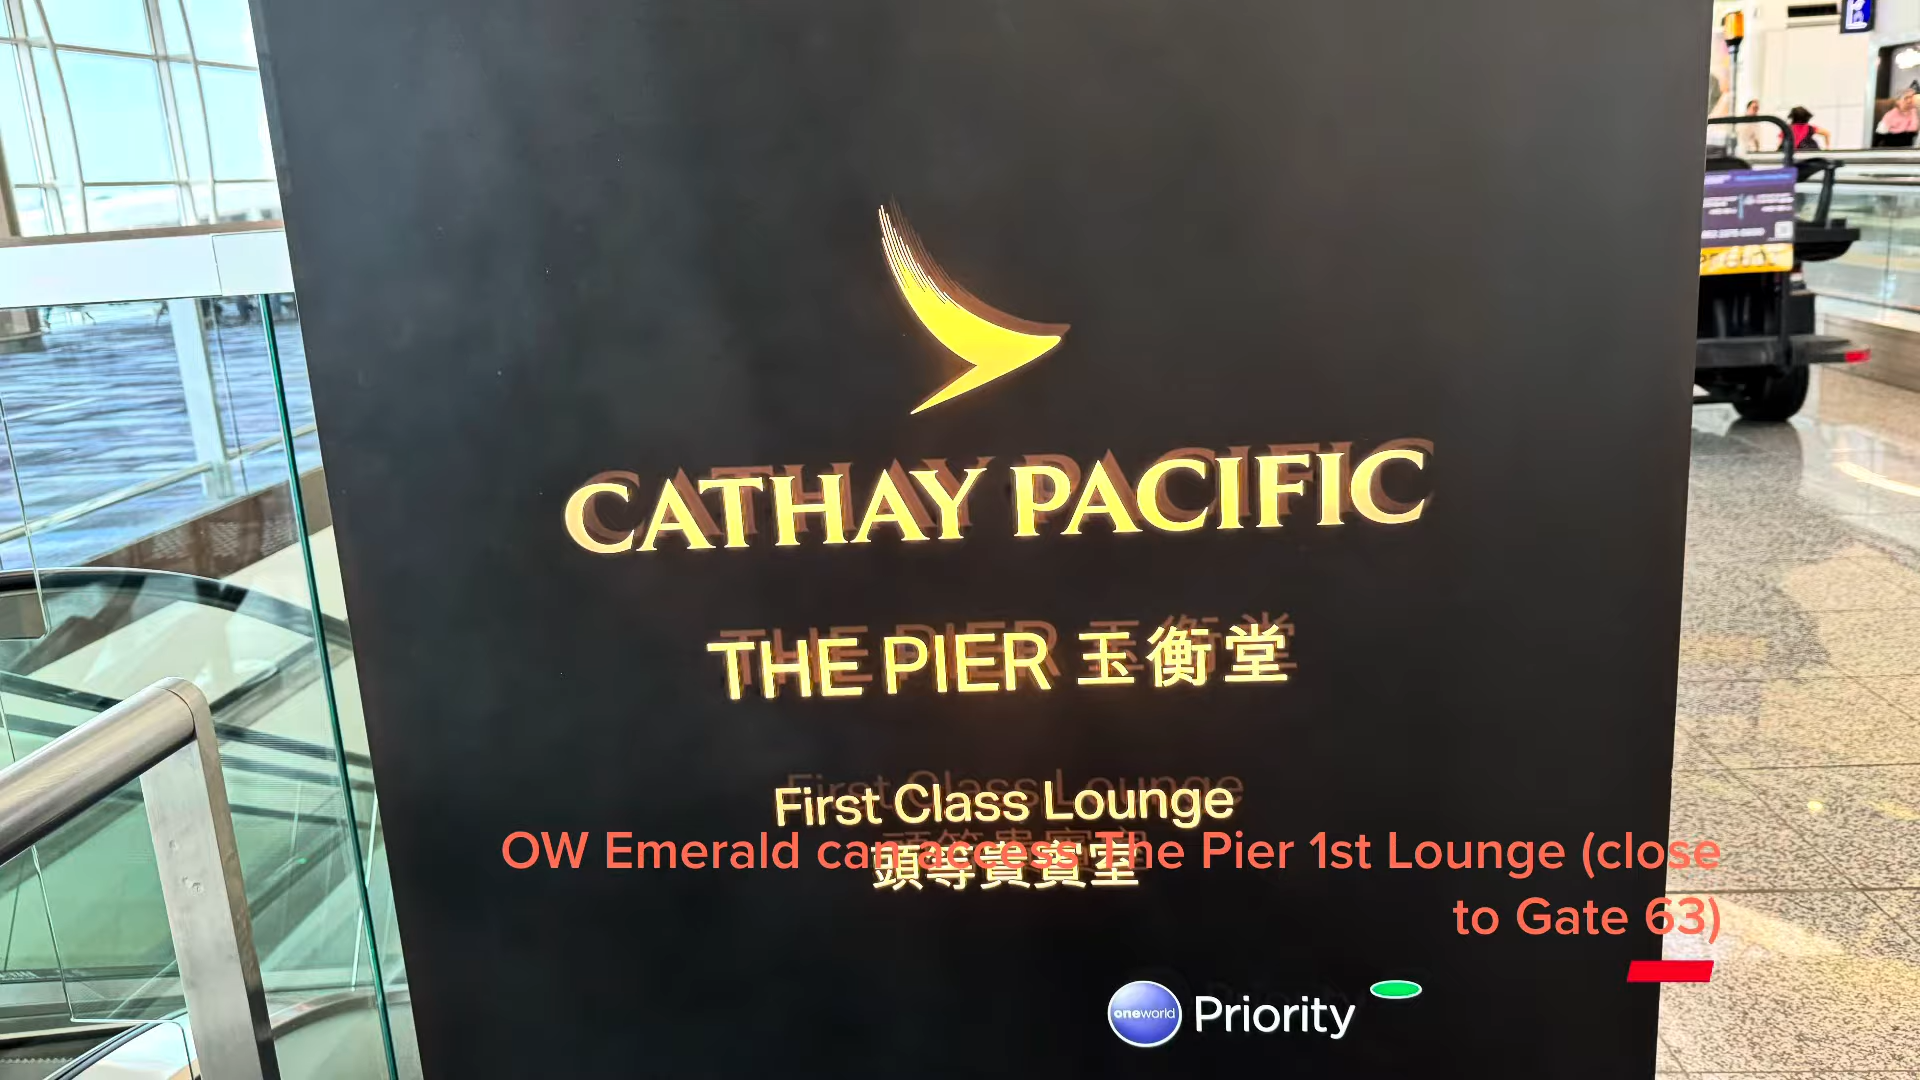 CATHAY PACIFIC
THE PIER 玉衡堂
First Class Lounge
頭等貴賓室
OW Emerald can access The Pier 1st Lounge (close
to Gate 63)
oneworld Priority